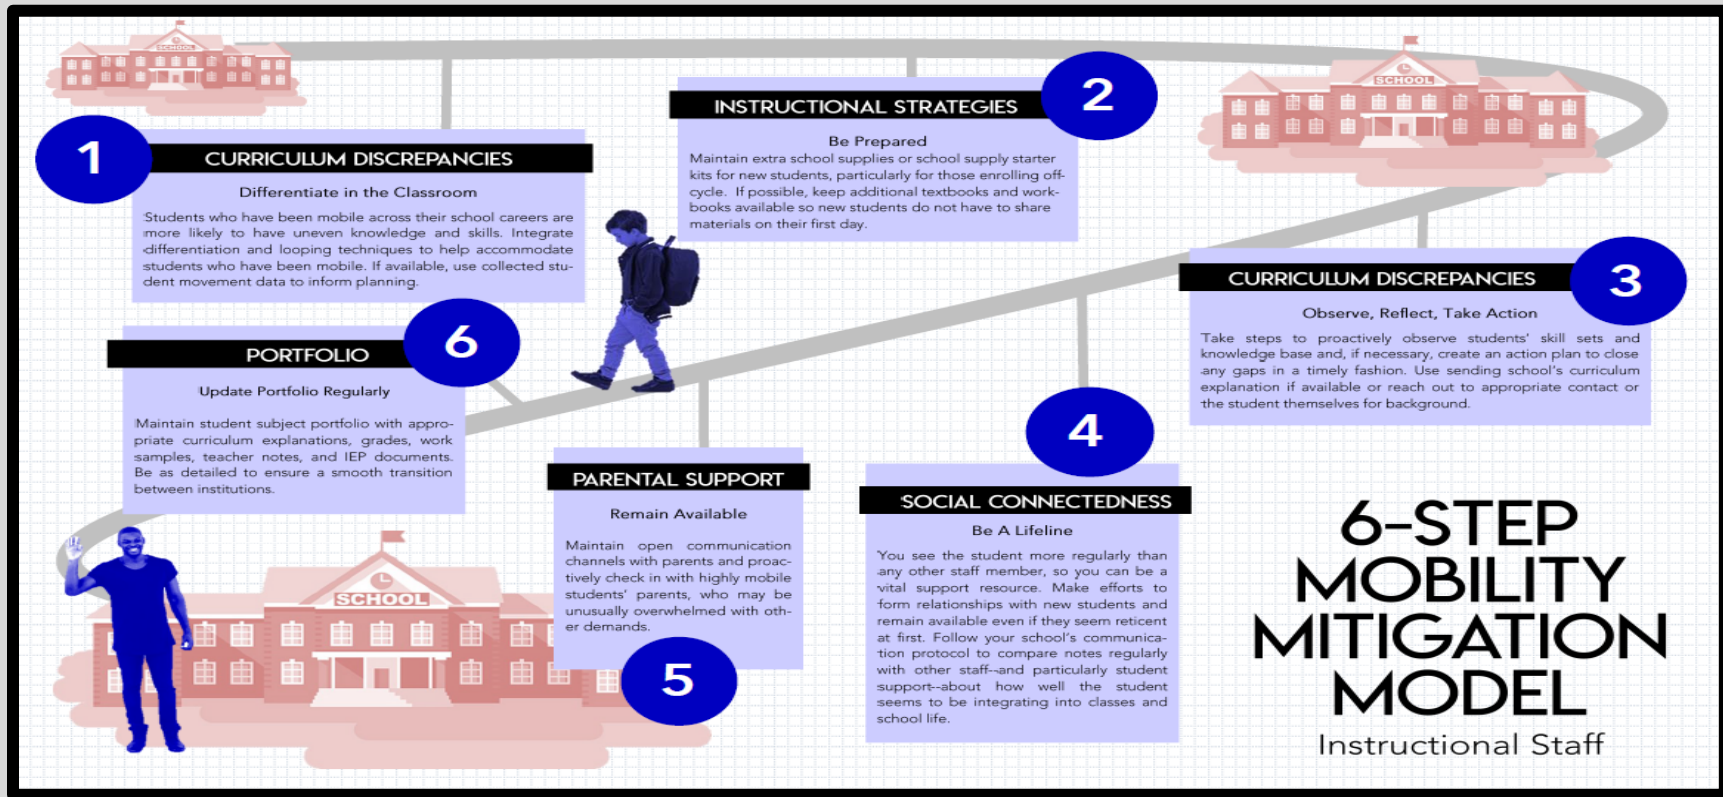 SCHOOL
1
CURRICULUM DISCREPANCIES
Differentiate in the Classroom
Students who have been mobile across their school careers are
more likely to have uneven knowledge and skills. Integrate
differentiation and looping techniques to help accommodate
students who have been mobile. If available, use collected stu-
dent movement data to inform planning.
2
INSTRUCTIONAL STRATEGIES
Be Prepared
Maintain extra school supplies or school supply starter
kits for new students, particularly for those enrolling off-
cycle. If possible, keep additional textbooks and work-
books available so new students do not have to share
materials on their first day.
SCHOOL
3
CURRICULUM DISCREPANCIES
Observe, Reflect, Take Action
Take steps to proactively observe students' skill sets and
knowledge base and, if necessary, create an action plan to close
any gaps in a timely fashion. Use sending school's curriculum
explanation if available or reach out to appropriate contact or
the student themselves for background.
4
SOCIAL CONNECTEDNESS
Be A Lifeline
You see the student more regularly than
any other staff member, so you can be a
vital support resource. Make efforts to
form relationships with new students and
remain available even if they seem reticent
at first. Follow your school's communica-
tion protocol to compare notes regularly
with other staff--and particularly student
support--about how well the student
seems to be integrating into classes and
school life.
PARENTAL SUPPORT
Remain Available
Maintain open communication
channels with parents and proac-
tively check in with highly mobile
students' parents, who may be
unusually overwhelmed with oth-
er demands.
5
6
PORTFOLIO
Update Portfolio Regularly
Maintain student subject portfolio with appro-
priate curriculum explanations, grades, work
samples, teacher notes, and IEP documents.
Be as detailed to ensure a smooth transition
between institutions.
SCHOOL
6-STEP
MOBILITY
MITIGATION
MODEL
Instructional Staff